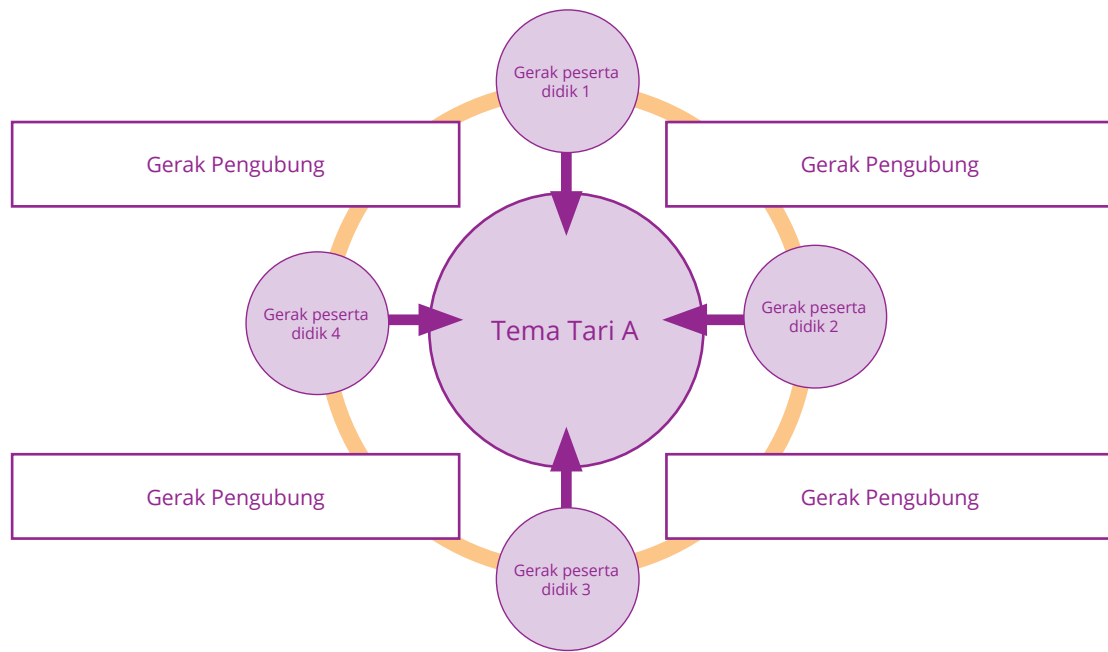 Gerak peserta
didik 1
Gerak Pengubung
Gerak Pengubung
Gerak peserta
didik 4
Tema Tari A
Gerak peserta
didik 2
Gerak Pengubung
Gerak Pengubung
Gerak peserta
didik 3